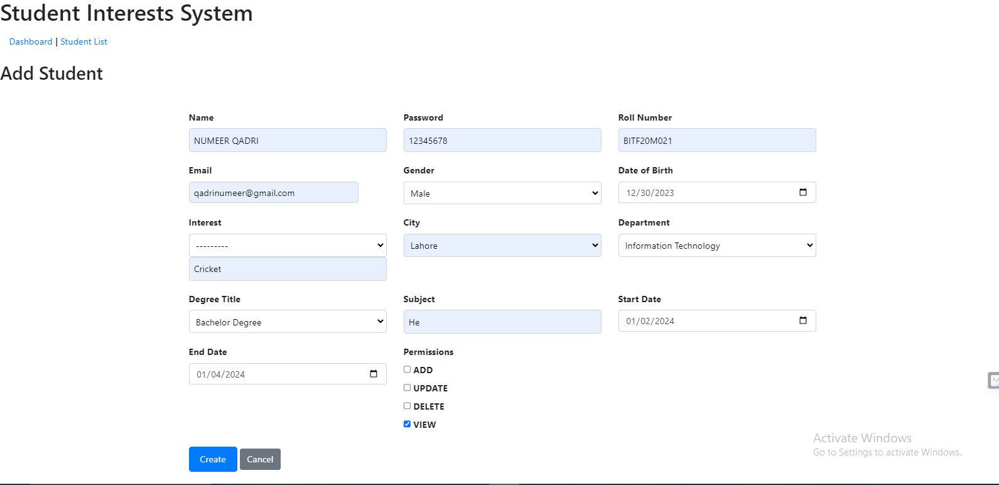 Student Interests System
Dashboard | Student List
Add Student
Name Password Roll Number
NUMEER QADRI 12345678 BITF20M021
Email Gender Date of Birth
qadrinumeer@gmail.com Male 12/30/2023
Interest City Department
--------- Lahore Information Technology
Cricket
Degree Title Subject Start Date
Bachelor Degree He 01/02/2024
End Date Permissions
01/04/2024 ADD
UPDATE
DELETE
VIEW
Create Cancel
Activate Windows
Go to Settings to activate Windows.